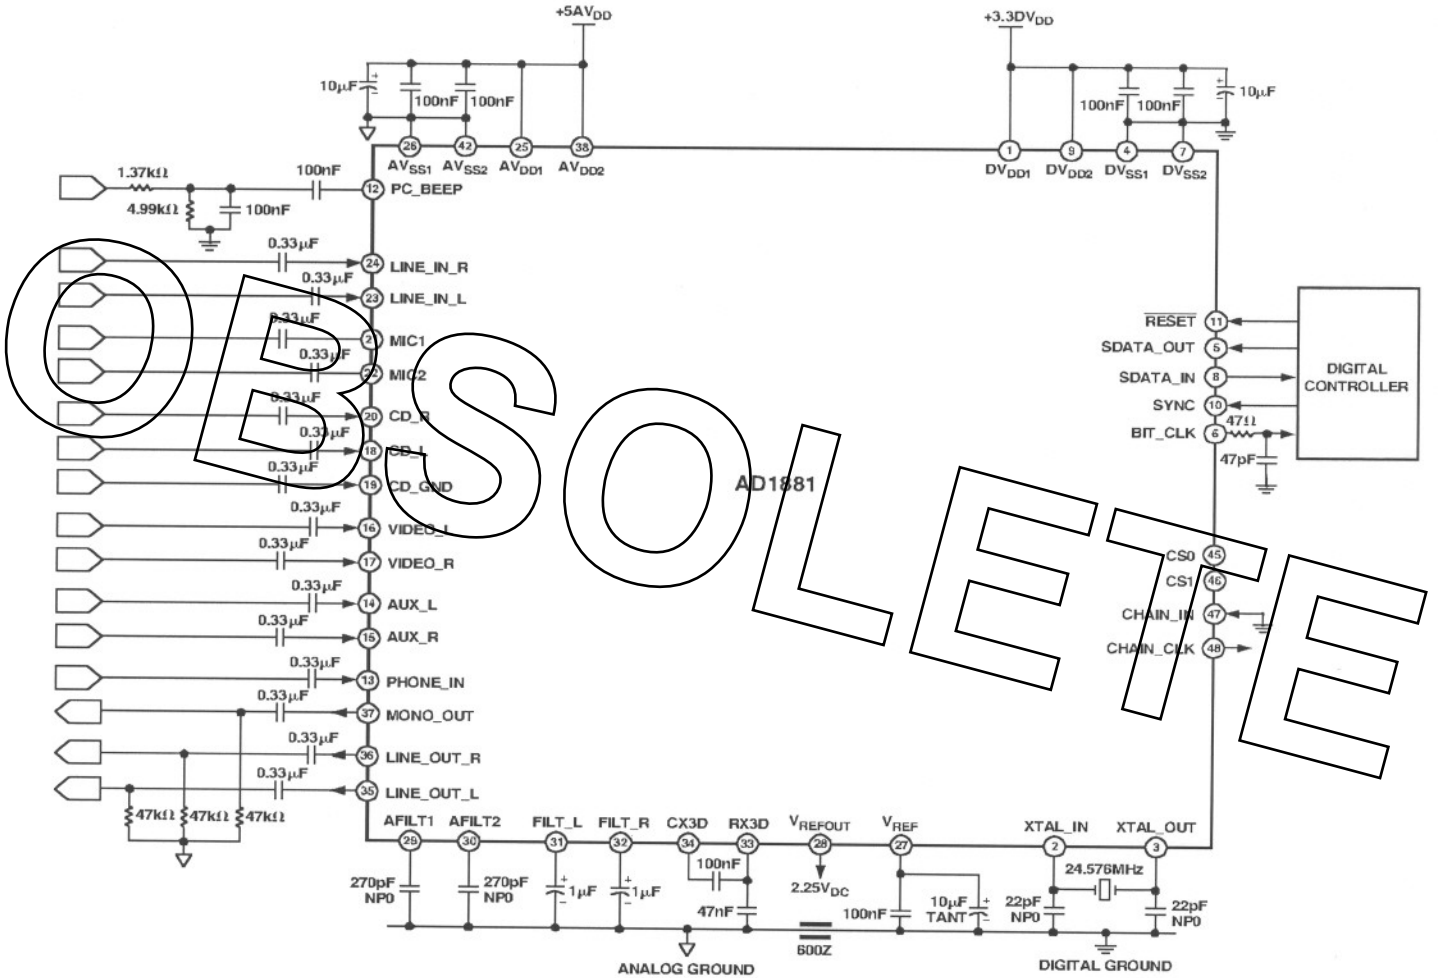 +5AVDD
+3.3DVDD
10μF
+
−
100nF
100nF
100nF
100nF
+
−
10μF
26
42
25
38
1
9
4
7
AVSS1
AVSS2
AVDD1
AVDD2
DVDD1
DVDD2
DVSS1
DVSS2
1.37kΩ
100nF
12
PC_BEEP
4.99kΩ
100nF
0.33μF
24
LINE_IN_R
0.33μF
23
LINE_IN_L
0.33μF
MIC1
0.33μF
22
MIC2
0.33μF
20
CD_R
0.33μF
18
CD_L
0.33μF
19
CD_GND
0.33μF
16
VIDEO_L
0.33μF
17
VIDEO_R
0.33μF
14
AUX_L
0.33μF
15
AUX_R
0.33μF
13
PHONE_IN
0.33μF
37
MONO_OUT
0.33μF
36
LINE_OUT_R
0.33μF
35
LINE_OUT_L
47kΩ
47kΩ
47kΩ
OBSOLETE
AD1881
RESET
11
SDATA_OUT
5
SDATA_IN
8
SYNC
10
BIT_CLK
6
47Ω
47pF
DIGITAL
CONTROLLER
CS0
45
CS1
46
CHAIN_IN
47
CHAIN_CLK
48
AFILT1
AFILT2
FILT_L
FILT_R
CX3D
RX3D
VREFOUT
VREF
XTAL_IN
XTAL_OUT
29
30
31
32
34
33
28
27
2
3
270pF
NP0
270pF
NP0
+
−
1μF
+
−
1μF
100nF
47nF
2.25VDC
100nF
10μF
TANT
+
−
24.576MHz
22pF
NP0
22pF
NP0
600Z
ANALOG GROUND
DIGITAL GROUND